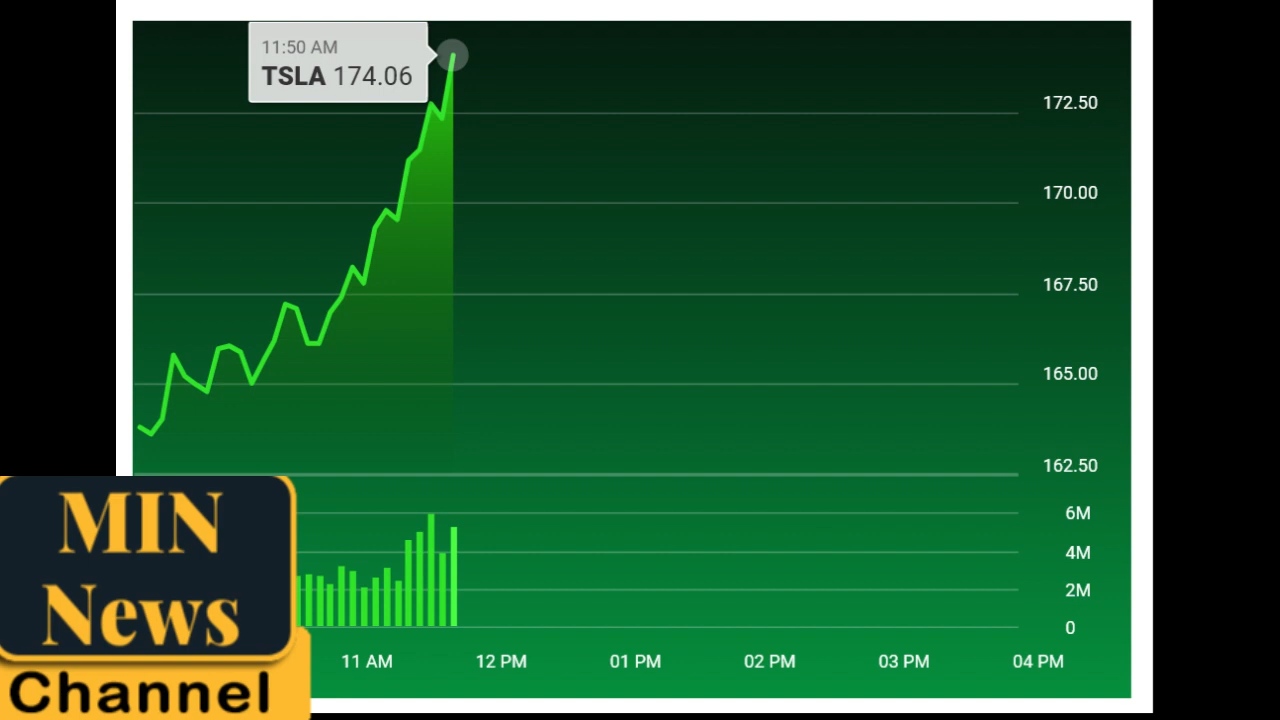 11:50 AM
TSLA 174.06
172.50
170.00
167.50
165.00
162.50
6M
4M
2M
0
11 AM 12 PM 01 PM 02 PM 03 PM 04 PM
MIN
News
Channel